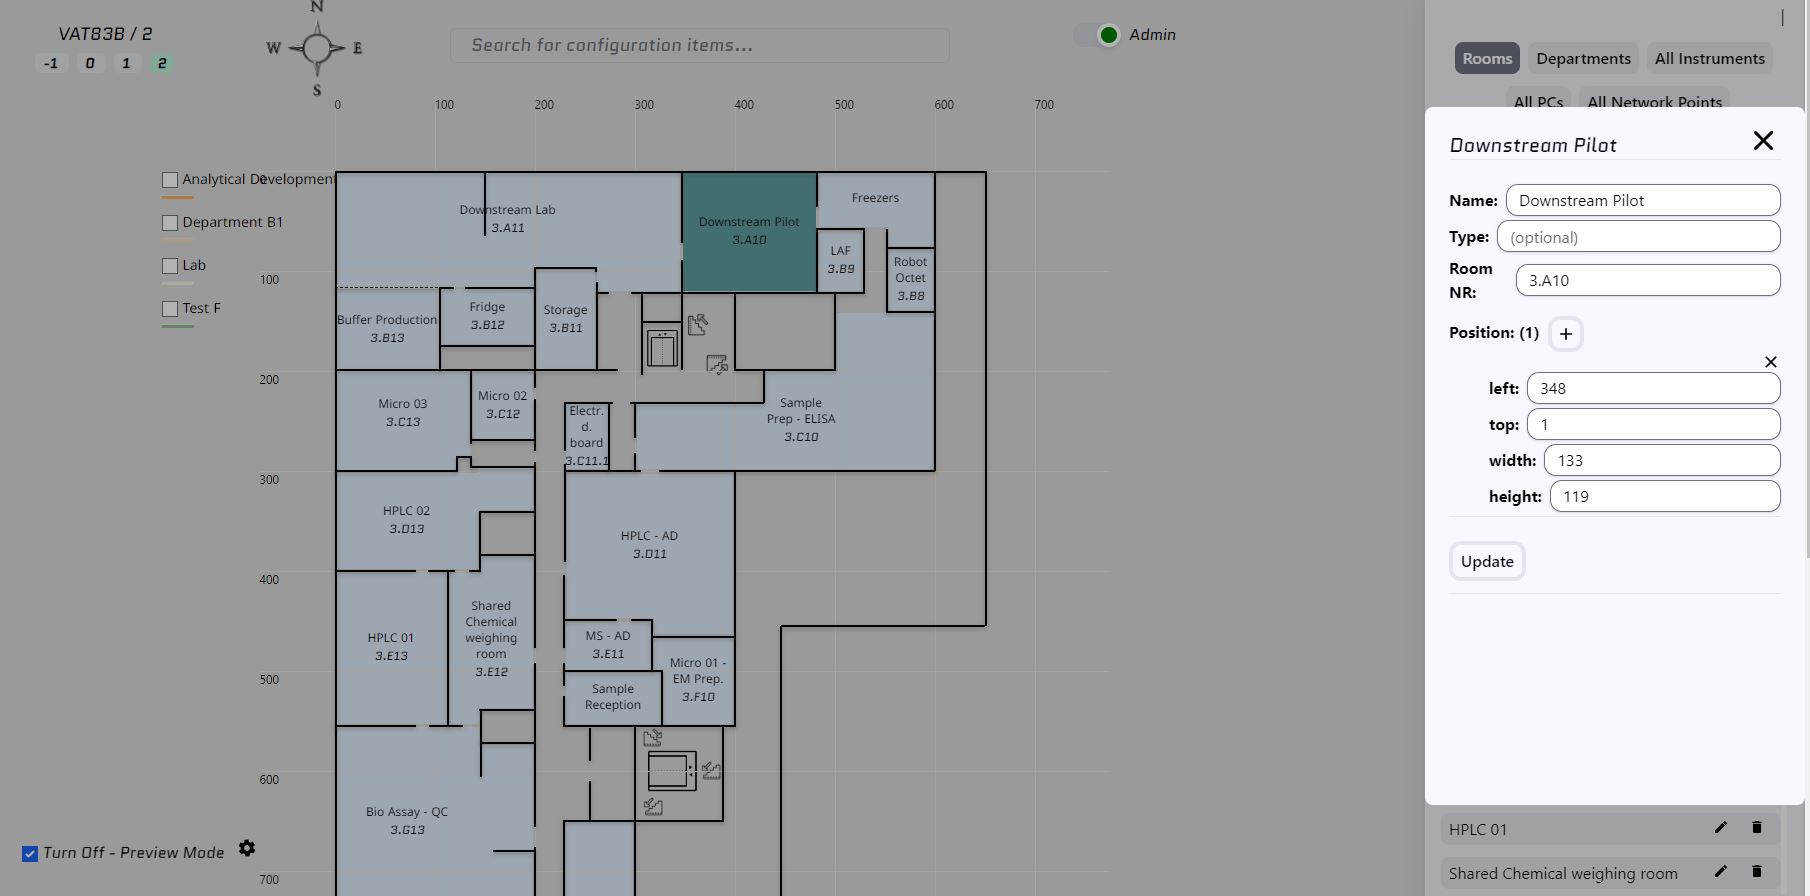 VAT83B / 2
-1 0 1 2
N
W E
S
Search for configuration items...
Admin
Rooms Departments All Instruments
All PCs All Network Points
0 100 200 300 400 500 600 700
Analytical Development
Department B1
Lab
Test F
0
100
200
300
400
500
600
700
Downstream Lab
3.A11
Downstream Pilot
3.A10
Freezers
LAF
3.B9
Robot
Octet
3.B8
Buffer Production
3.B13
Fridge
3.B12
Storage
3.B11
Micro 03
3.C13
Micro 02
3.C12
Electr.
d.
board
3.C11.1
Sample
Prep - ELISA
3.C10
HPLC 02
3.D13
HPLC - AD
3.D11
HPLC 01
3.E13
Shared
Chemical
weighing
room
3.E12
MS - AD
3.E11
Micro 01 -
EM Prep.
3.F10
Sample
Reception
Bio Assay - QC
3.G13
Turn Off - Preview Mode
Downstream Pilot
Name: Downstream Pilot
Type: (optional)
Room
NR: 3.A10
Position: (1) +
left: 348
top: 1
width: 133
height: 119
Update
HPLC 01
Shared Chemical weighing room